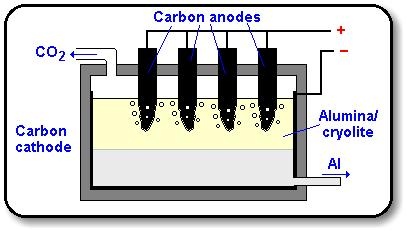 Carbon anodes
+
CO2
−
Alumina/
cryolite
Carbon
cathode
Al